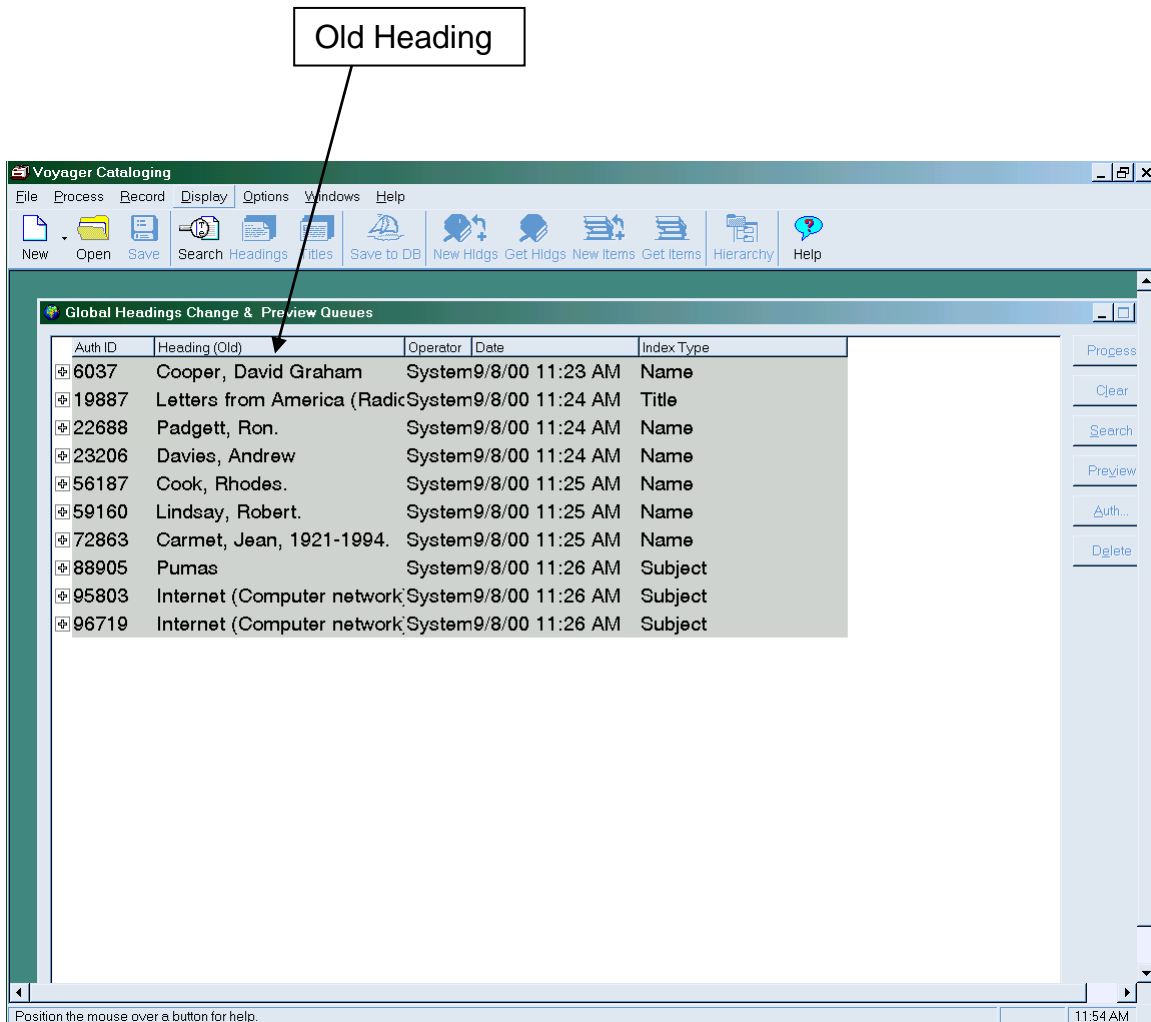 Old Heading
Voyager Cataloging
File Process Record Display Options Windows Help
New Open Save Search Headings Titles Save to DB New Hldgs Get Hldgs New Items Get Items Hierarchy Help
Global Headings Change & Preview Queues
Auth ID Heading (Old) Operator Date Index Type
6037 Cooper, David Graham System 9/8/00 11:23 AM Name
19887 Letters from America (Radic System 9/8/00 11:24 AM Title
22688 Padgett, Ron. System 9/8/00 11:24 AM Name
23206 Davies, Andrew System 9/8/00 11:24 AM Name
56187 Cook, Rhodes. System 9/8/00 11:25 AM Name
59160 Lindsay, Robert. System 9/8/00 11:25 AM Name
72863 Carmet, Jean, 1921-1994. System 9/8/00 11:25 AM Name
88905 Pumas System 9/8/00 11:26 AM Subject
95803 Internet (Computer network) System 9/8/00 11:26 AM Subject
96719 Internet (Computer network) System 9/8/00 11:26 AM Subject
Process
Clear
Search
Preview
Auth...
Delete
Position the mouse over a button for help. 11:54 AM